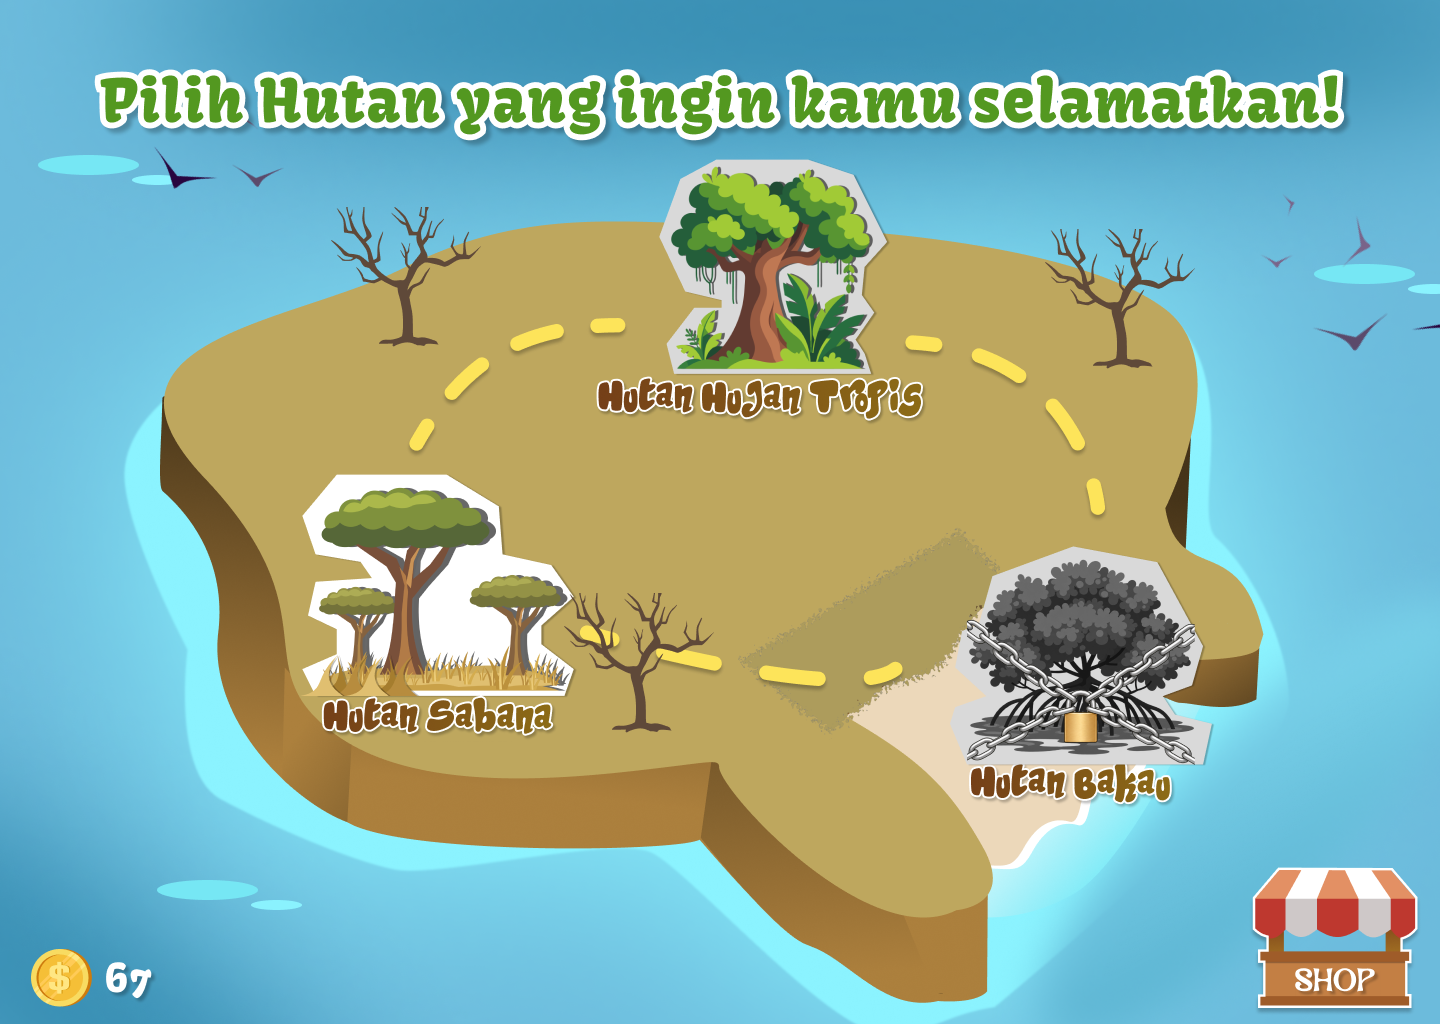 Pilih Hutan yang ingin kamu selamatkan!
Hutan Hujan Tropis
Hutan Sabana
Hutan Bakau
$ 67
SHOP